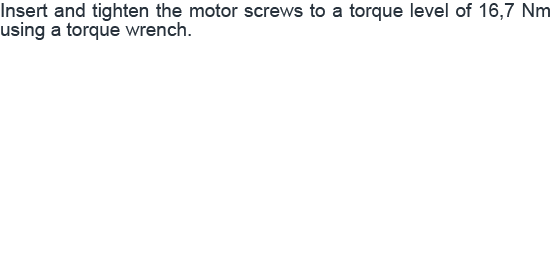 Insert and tighten the motor screws to a torque level of 16,7 Nm
using a torque wrench.